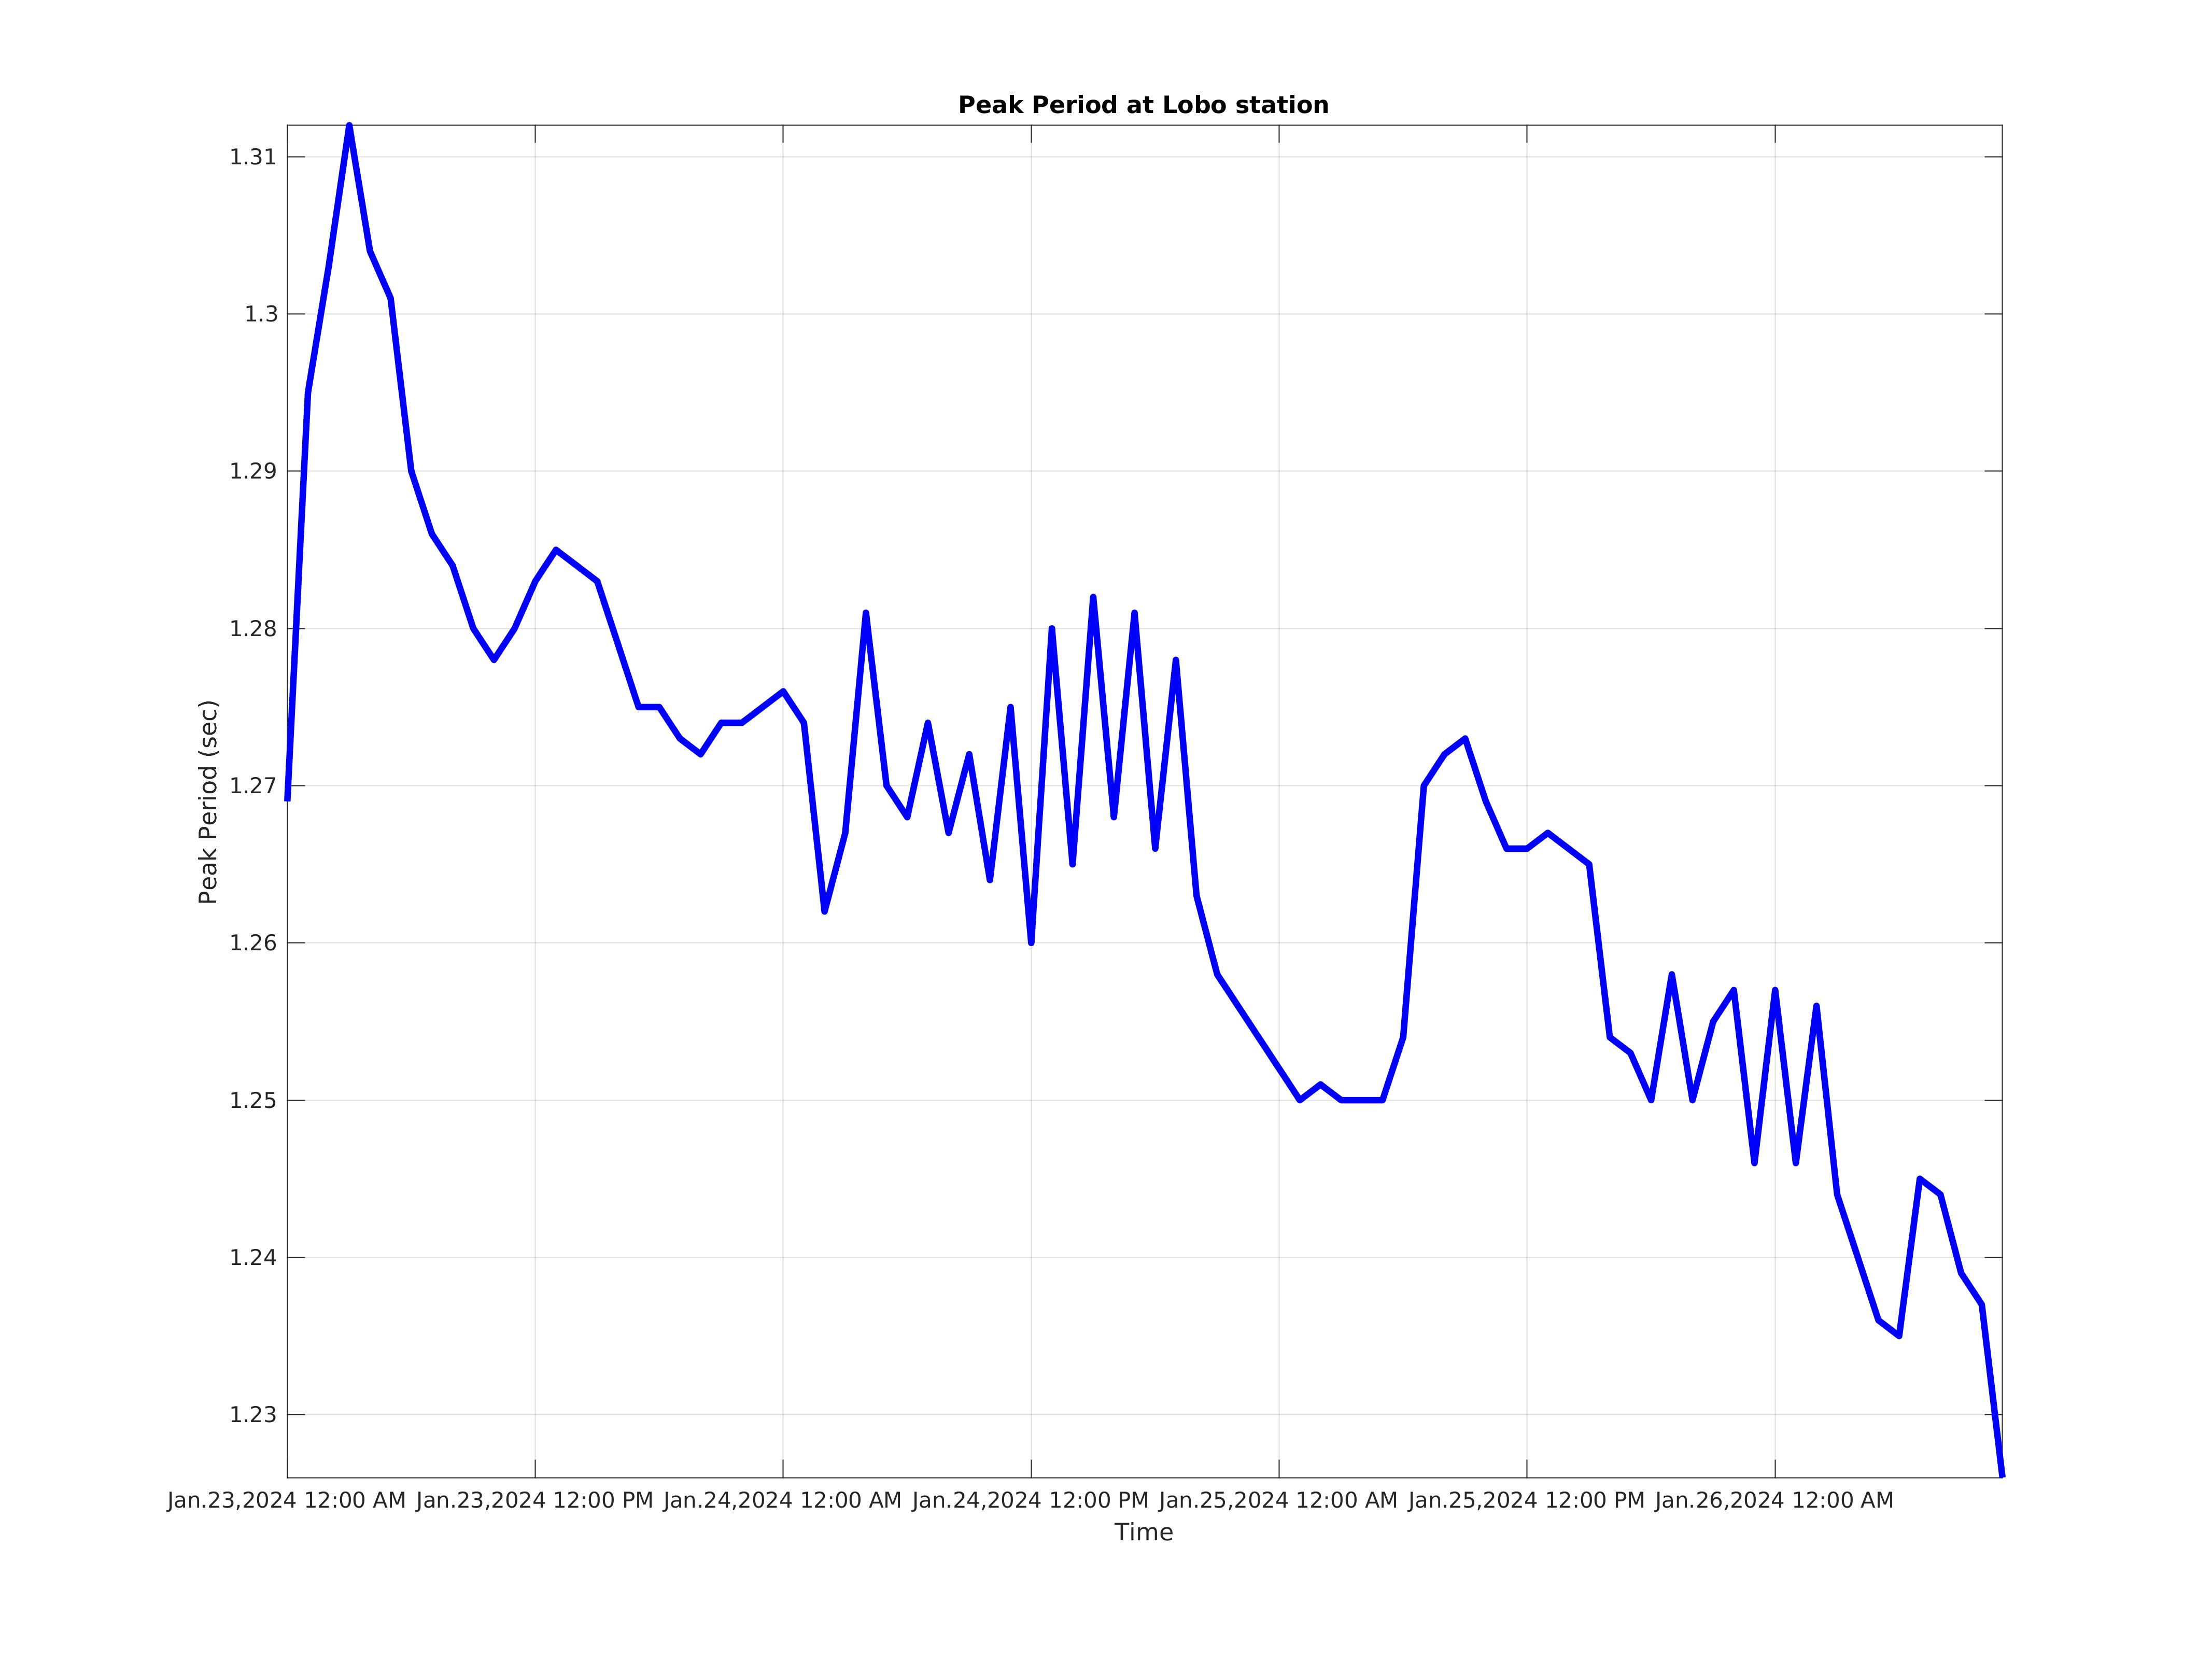 Peak Period at Lobo station
1.31
1.3
1.29
1.28
1.27
1.26
1.25
1.24
1.23
Peak Period (sec)
Jan.23,2024 12:00 AM Jan.23,2024 12:00 PM Jan.24,2024 12:00 AM Jan.24,2024 12:00 PM Jan.25,2024 12:00 AM Jan.25,2024 12:00 PM Jan.26,2024 12:00 AM
Time